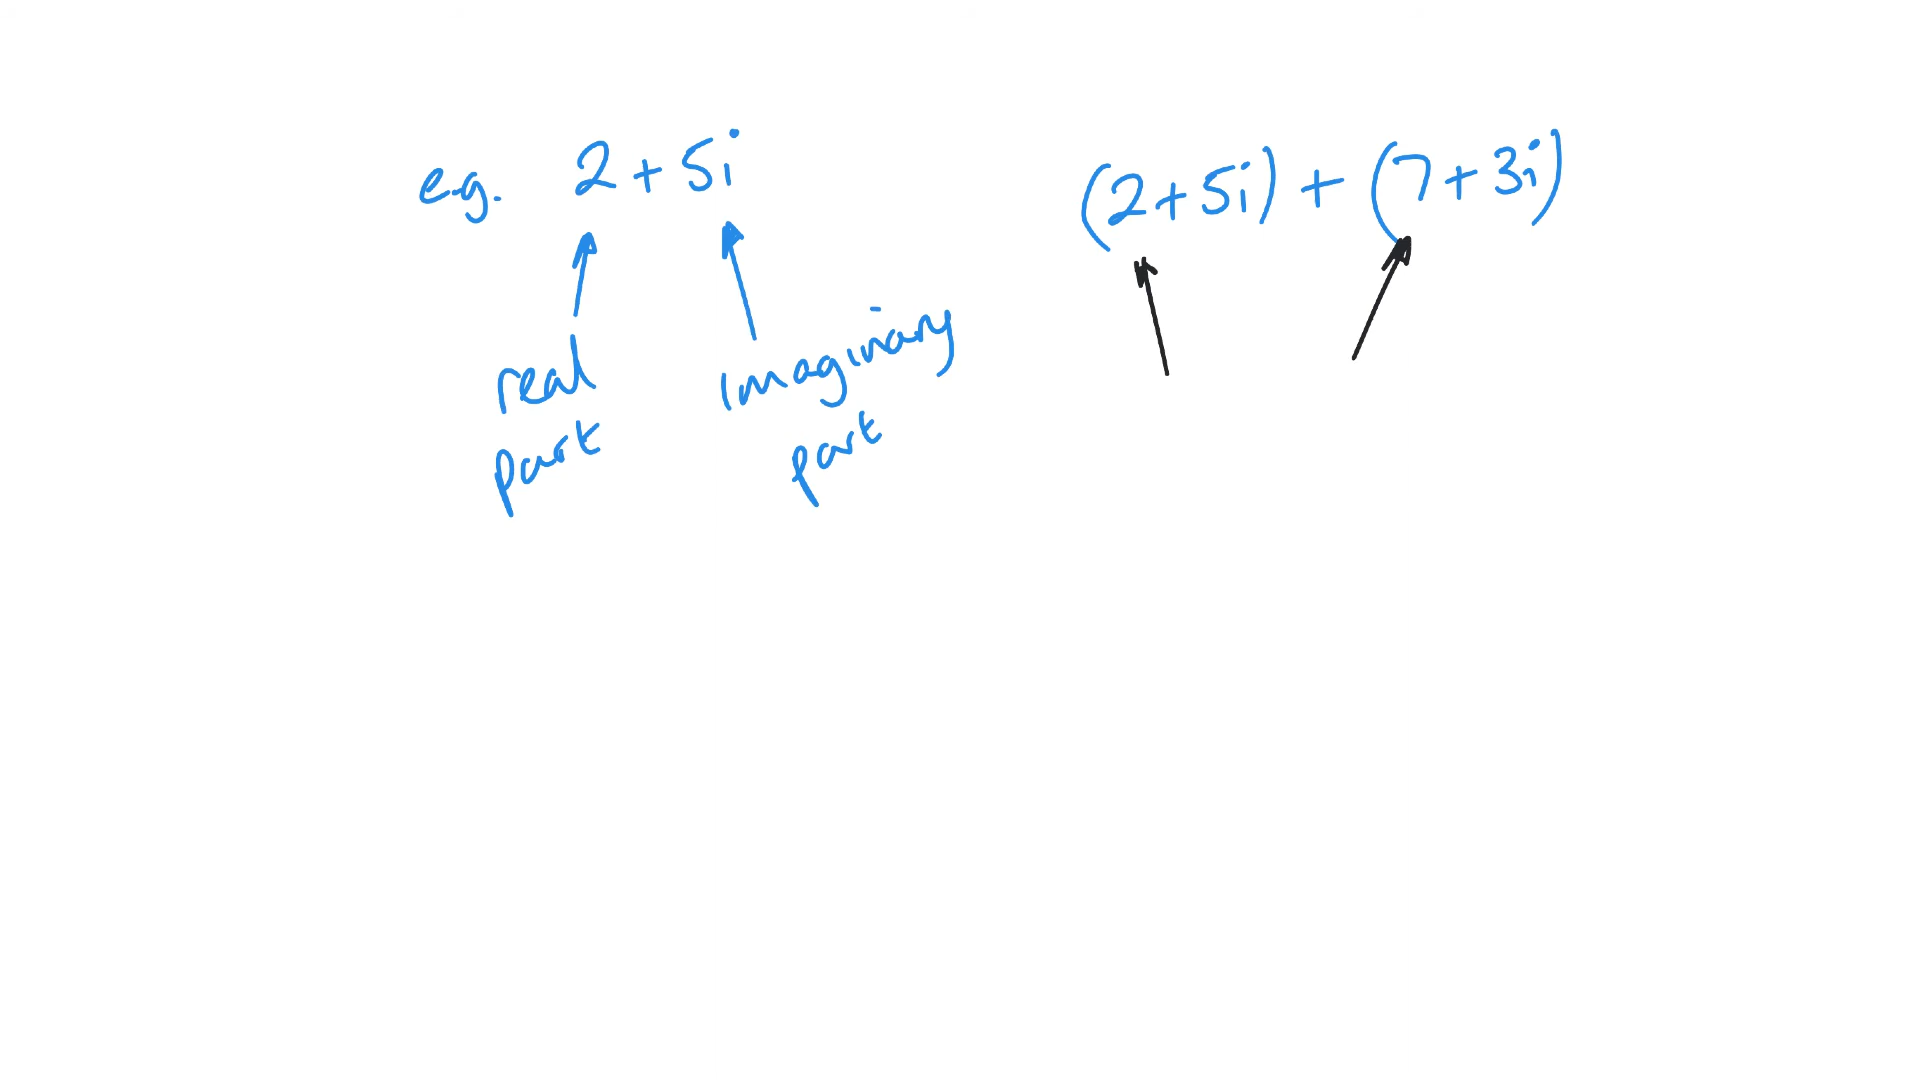 e.g. 2 + 5i
real
part
imaginary
part
(2 + 5i) + (7 + 3i)